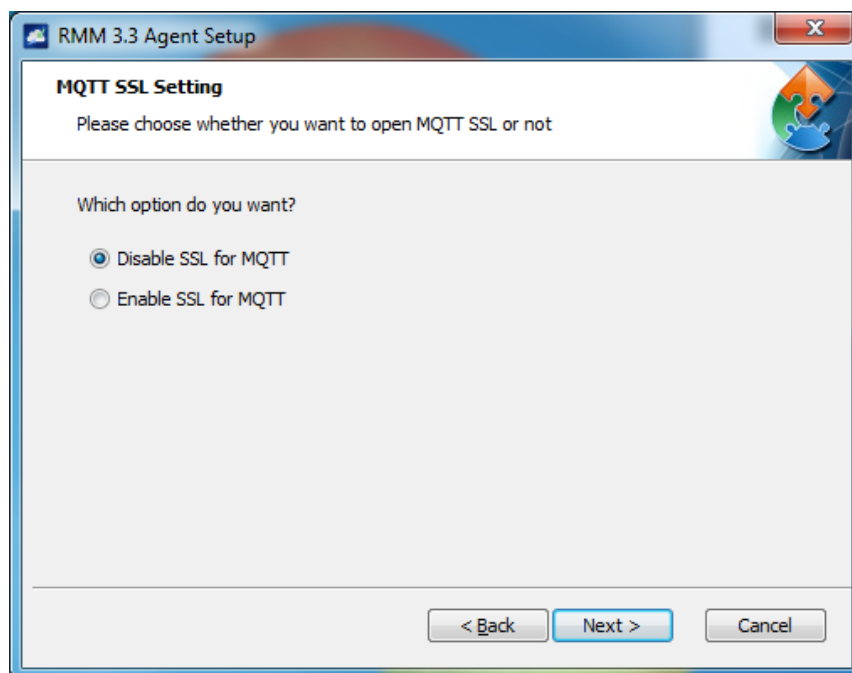 RMM 3.3 Agent Setup
MQTT SSL Setting
Please choose whether you want to open MQTT SSL or not
Which option do you want?
Disable SSL for MQTT
Enable SSL for MQTT
< Back
Next >
Cancel